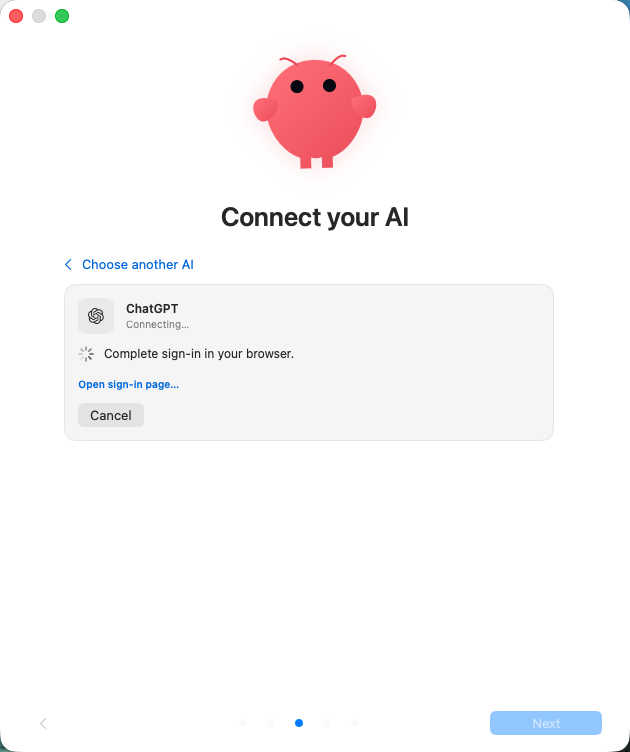 Connect your AI
Choose another AI
ChatGPT
Connecting...
Complete sign-in in your browser.
Open sign-in page...
Cancel
Next